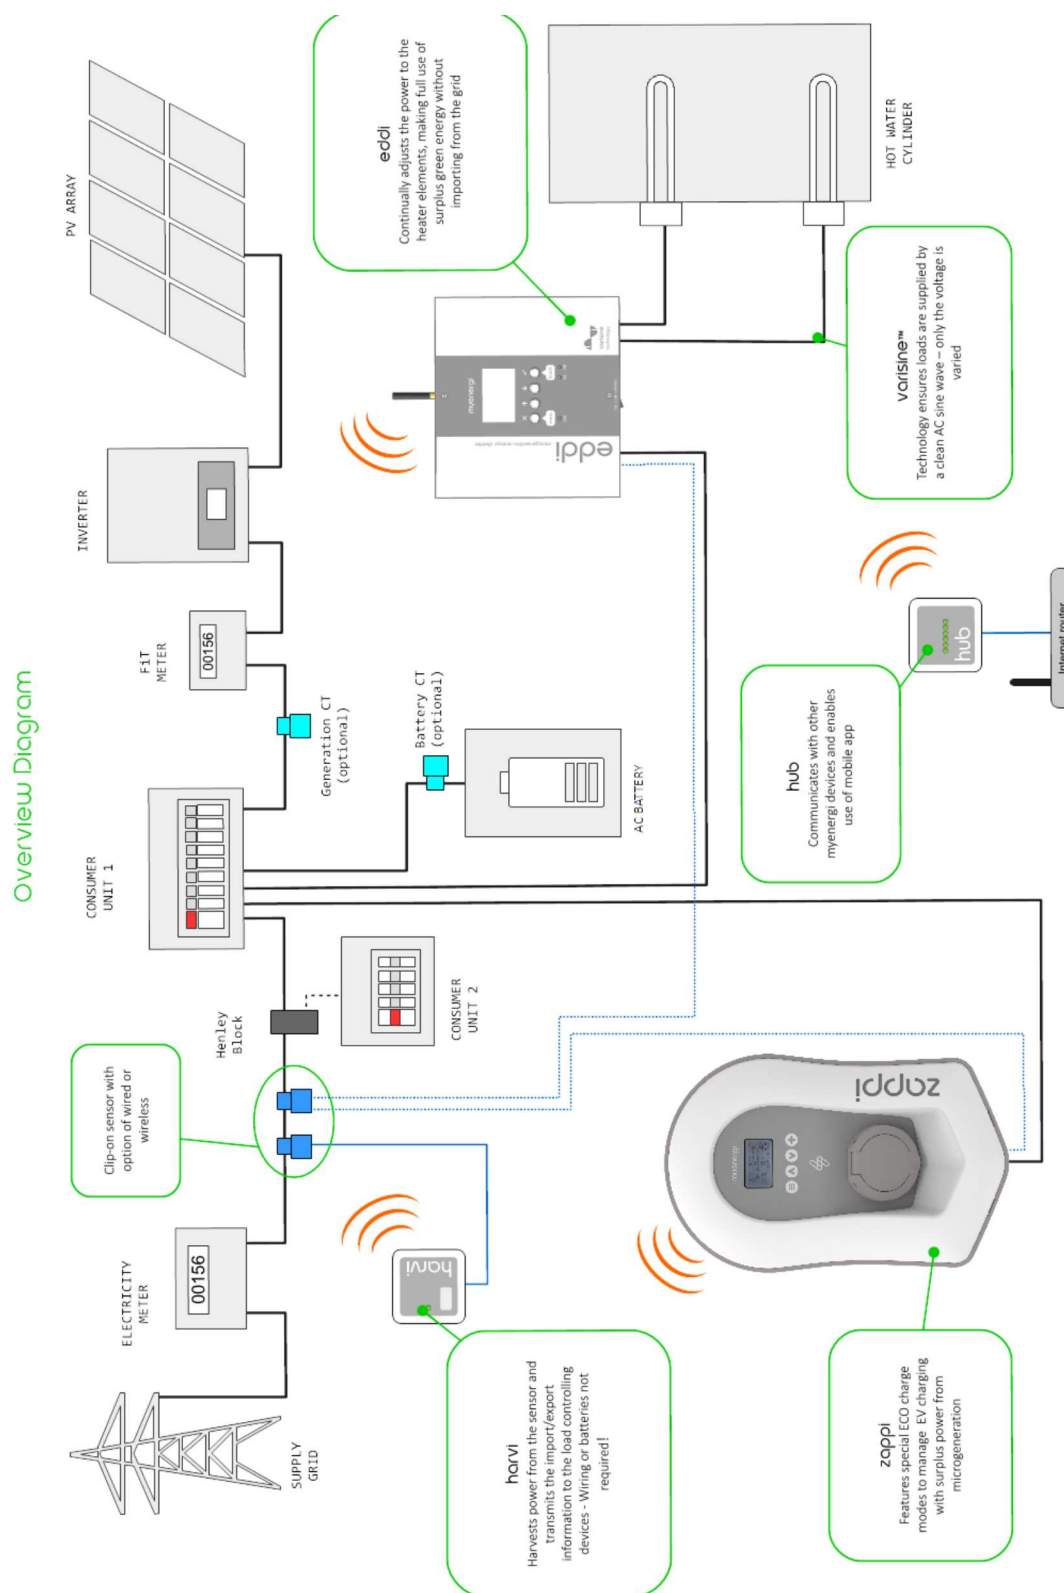 Overview Diagram
SUPPLY
GRID
ELECTRICITY
METER
00156
Clip-on sensor with
option of wired or
wireless
Henley
Block
CONSUMER
UNIT 1
CONSUMER
UNIT 2
Generation CT
(optional)
FiT
METER
00156
INVERTER
PV ARRAY
Battery CT
(optional)
AC BATTERY
eddi
Continually adjusts the power to the
heater elements, making full use of
surplus green energy without
importing from the grid
myenergi
eddi
microgeneration energy diverter
HOT WATER
CYLINDER
varisine™
Technology ensures loads are supplied by
a clean AC sine wave – only the voltage is
varied
hub
Communicates with other
myenergi devices and enables
use of mobile app
hub
Internet router
harvi
harvi
Harvests power from the sensor and
transmits the import/export
information to the load controlling
devices - Wiring or batteries not
required!
zappi
myenergi
zappi
Features special ECO charge
modes to manage EV charging
with surplus power from
microgeneration